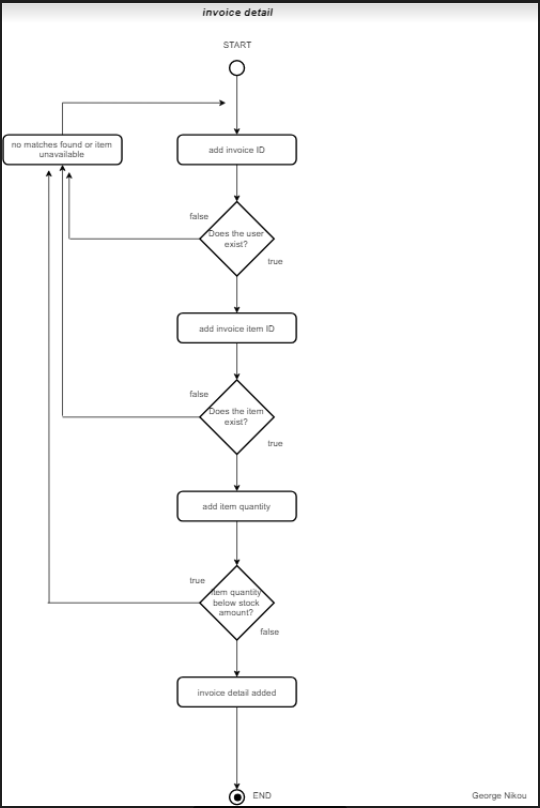 invoice detail
START
no matches found or item
unavailable
add invoice ID
false
Does the user
exist?
true
add invoice item ID
false
Does the item
exist?
true
add item quantity
true
item quantity
below stock
amount?
false
invoice detail added
END
George Nikou